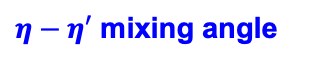 η − η′ mixing angle